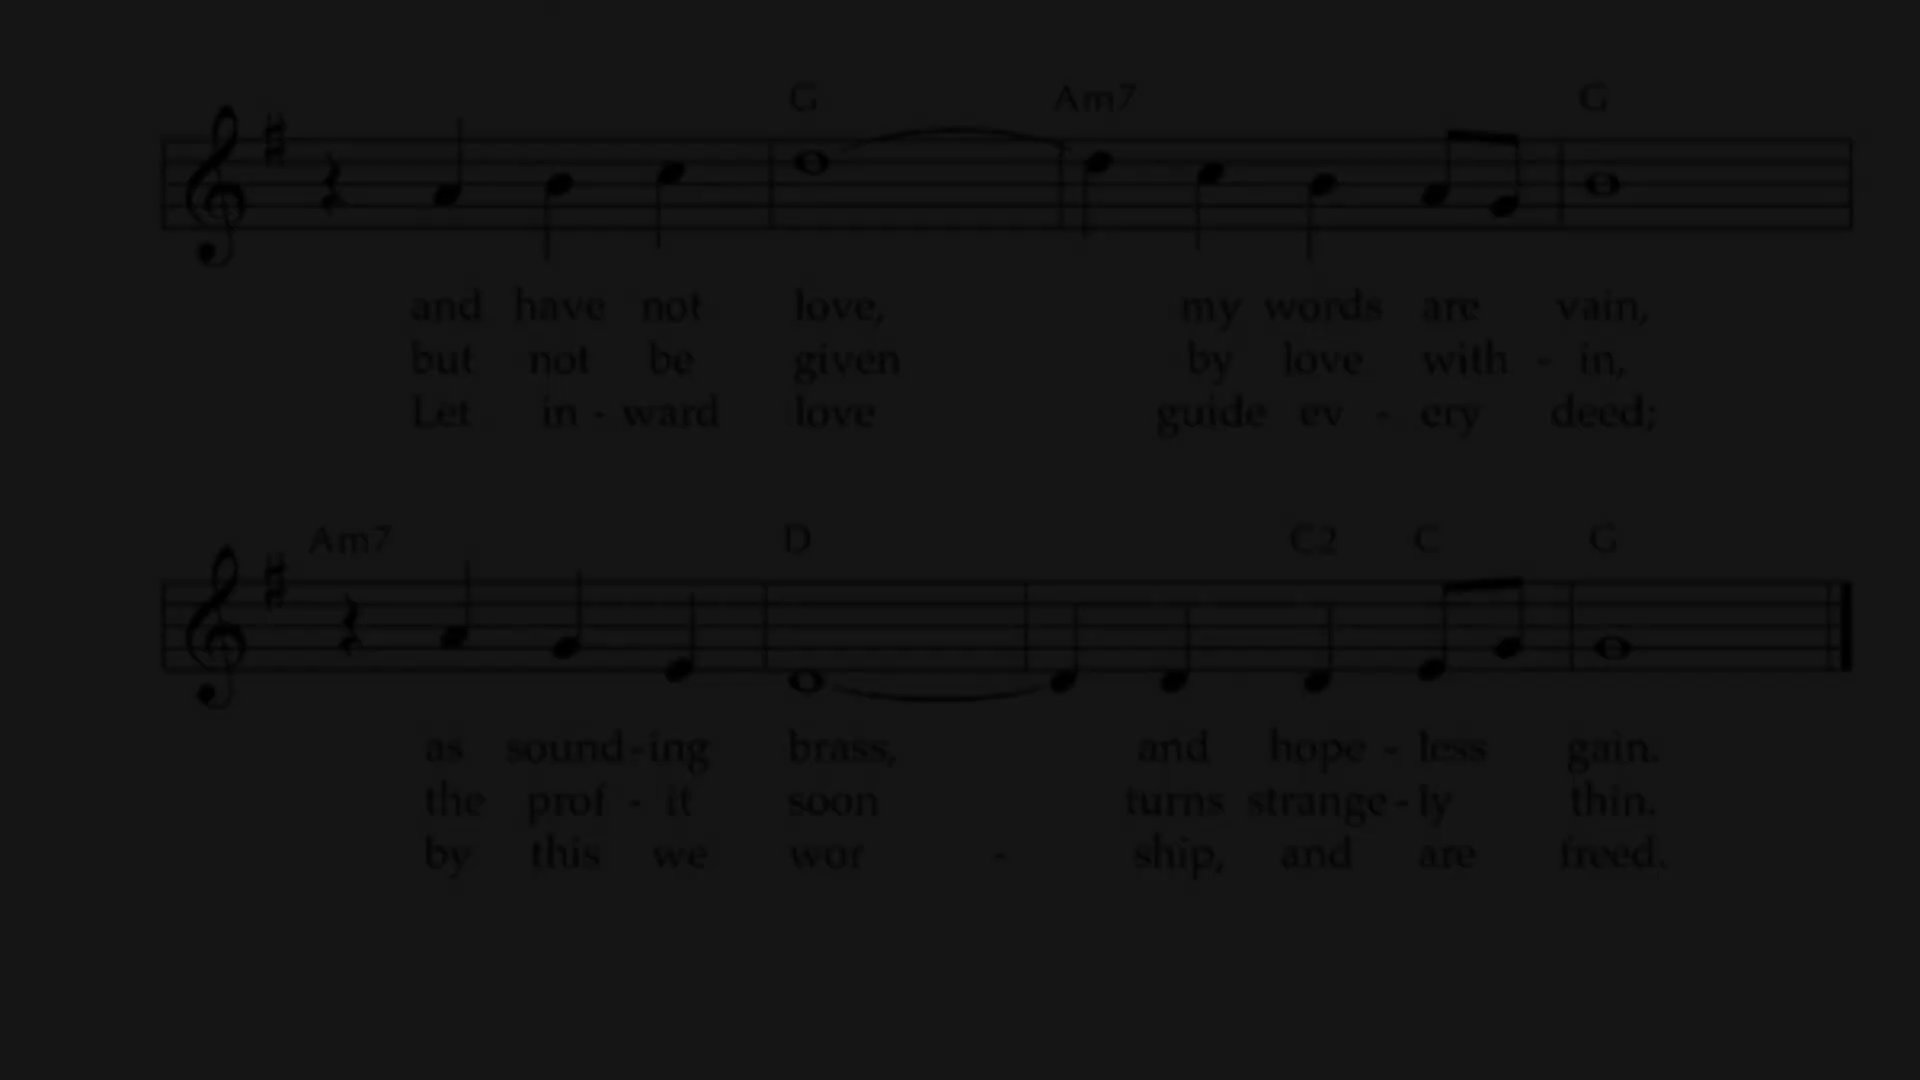 G Am7 G
and have not love, my words are vain,
but not be given by love with - in,
Let in - ward love guide ev - ery deed;
Am7 D C2 C G
as sound - ing brass, and hope - less gain.
the prof - it soon turns strange - ly thin.
by this we wor - ship, and are freed.